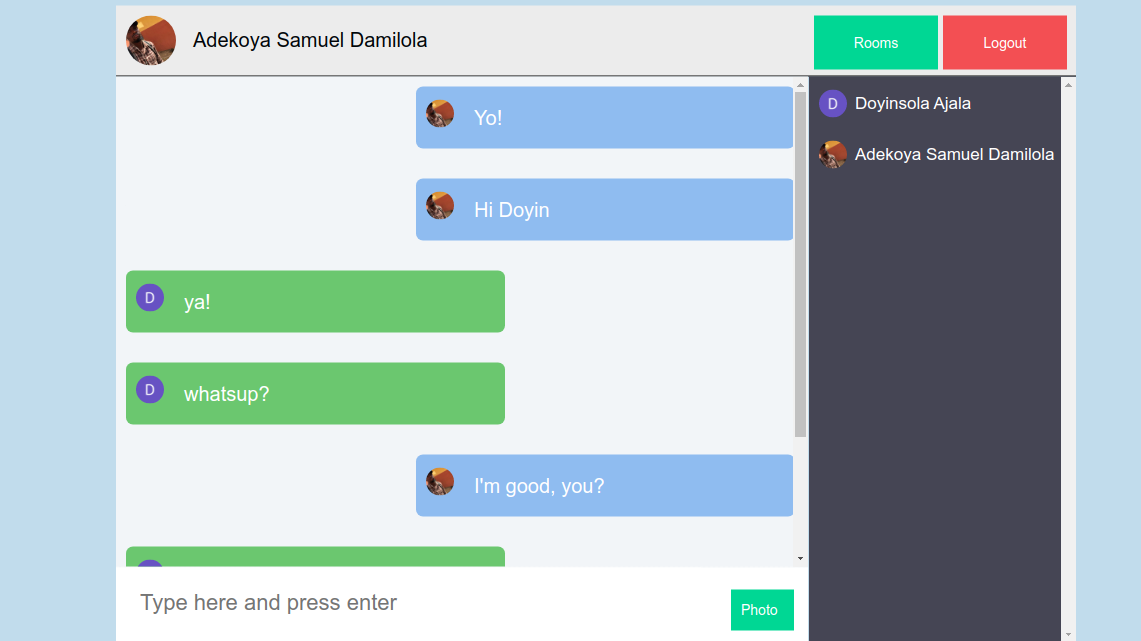 Adekoya Samuel Damilola
Rooms
Logout
Yo!
Hi Doyin
D
ya!
D
whatsup?
I'm good, you?
Type here and press enter
Photo
D
Doyinsola Ajala
Adekoya Samuel Damilola